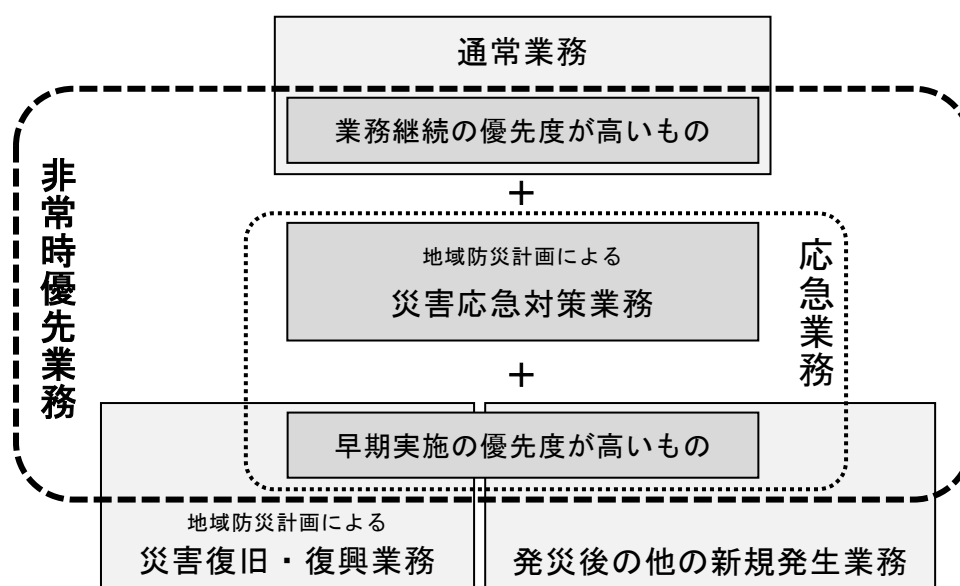 通常業務
業務継続の優先度が高いもの
非常時優先業務
+
地域防災計画による
災害応急対策業務
応急業務
+
早期実施の優先度が高いもの
地域防災計画による
災害復旧・復興業務
発災後の他の新規発生業務